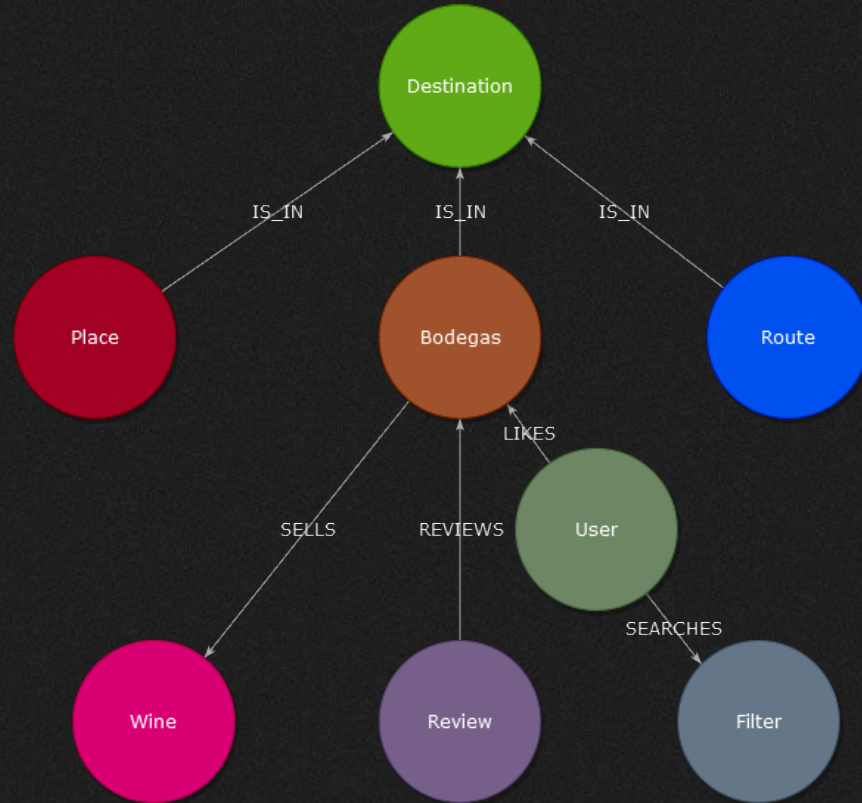 Destination
IS_IN
IS_IN
IS_IN
Place
Bodegas
Route
LIKES
SELLS
REVIEWS
User
SEARCHES
Wine
Review
Filter